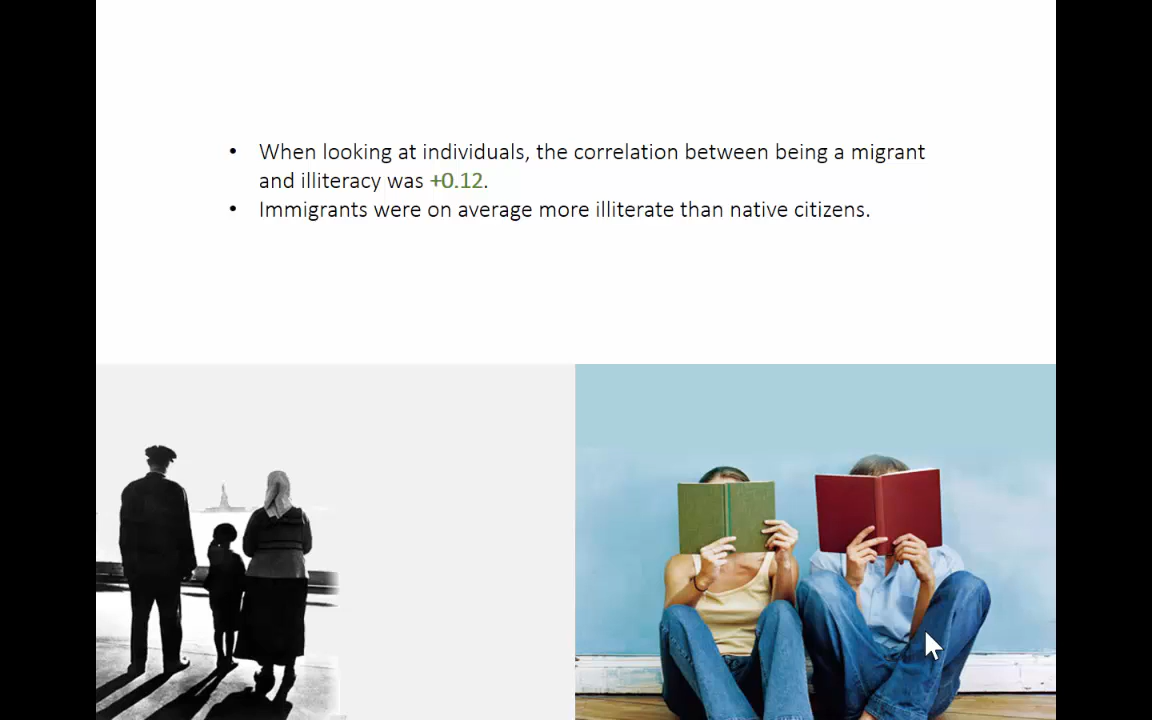 • When looking at individuals, the correlation between being a migrant
and illiteracy was +0.12.
• Immigrants were on average more illiterate than native citizens.